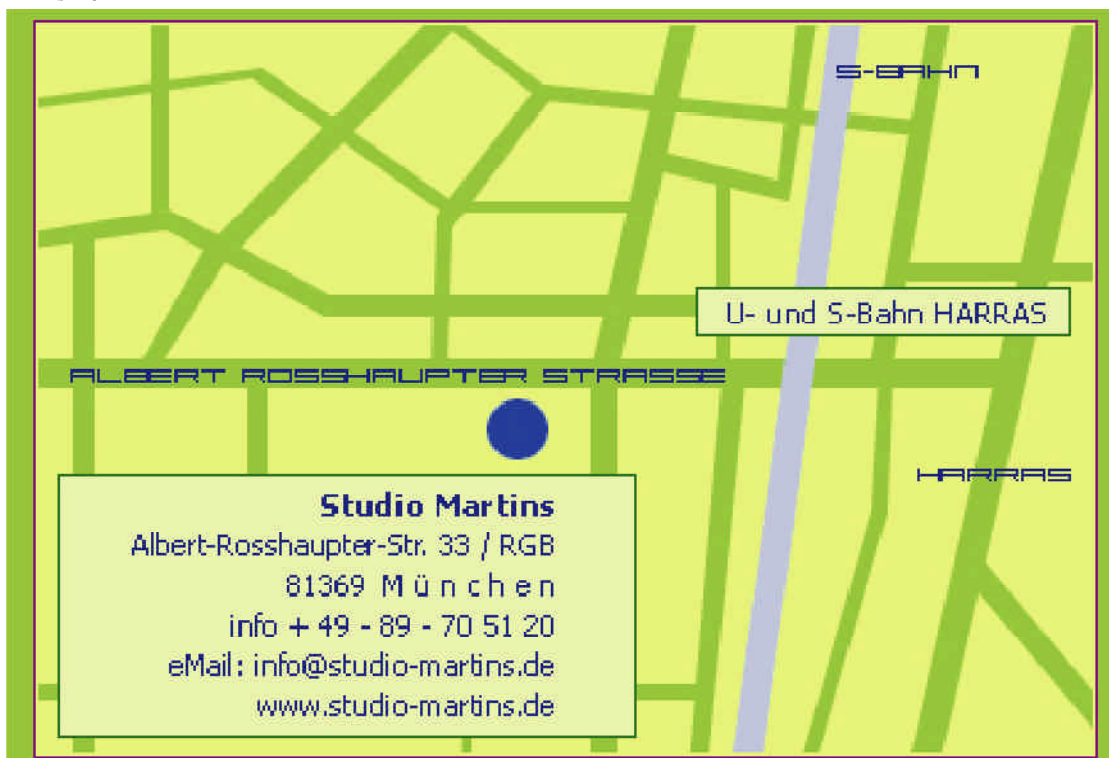 S-BAHN
U- und S-Bahn HARRAS
ALBERT ROSSHAUPTER STRASSE
HARRAS
Studio Martins
Albert-Rosshaupter-Str. 33 / RGB
81369 M ü n c h e n
info + 49 - 89 - 70 51 20
eMail: info@studio-martins.de
www.studio-martins.de